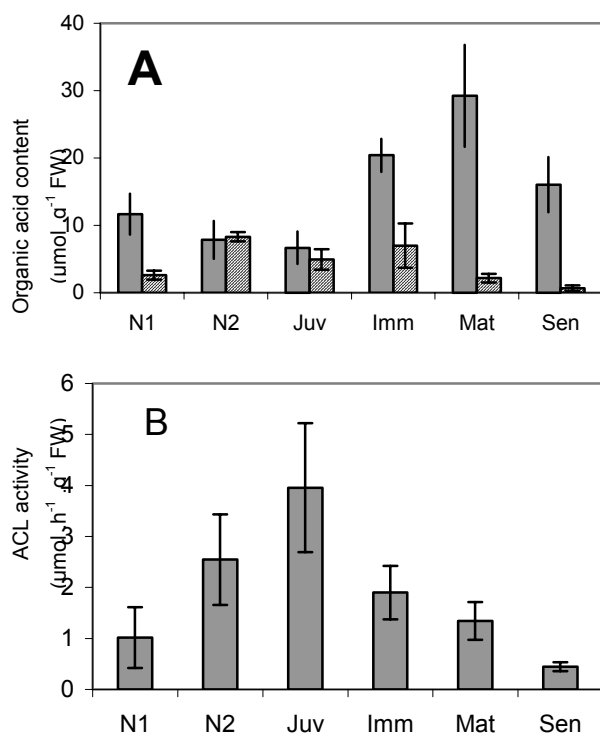 A
Organic acid content
(umol g⁻¹ FW)
40
30
20
10
0
N1 N2 Juv Imm Mat Sen
B
ACL activity
(umol h⁻¹ g⁻¹ FW)
6
5
4
3
2
1
0
N1 N2 Juv Imm Mat Sen